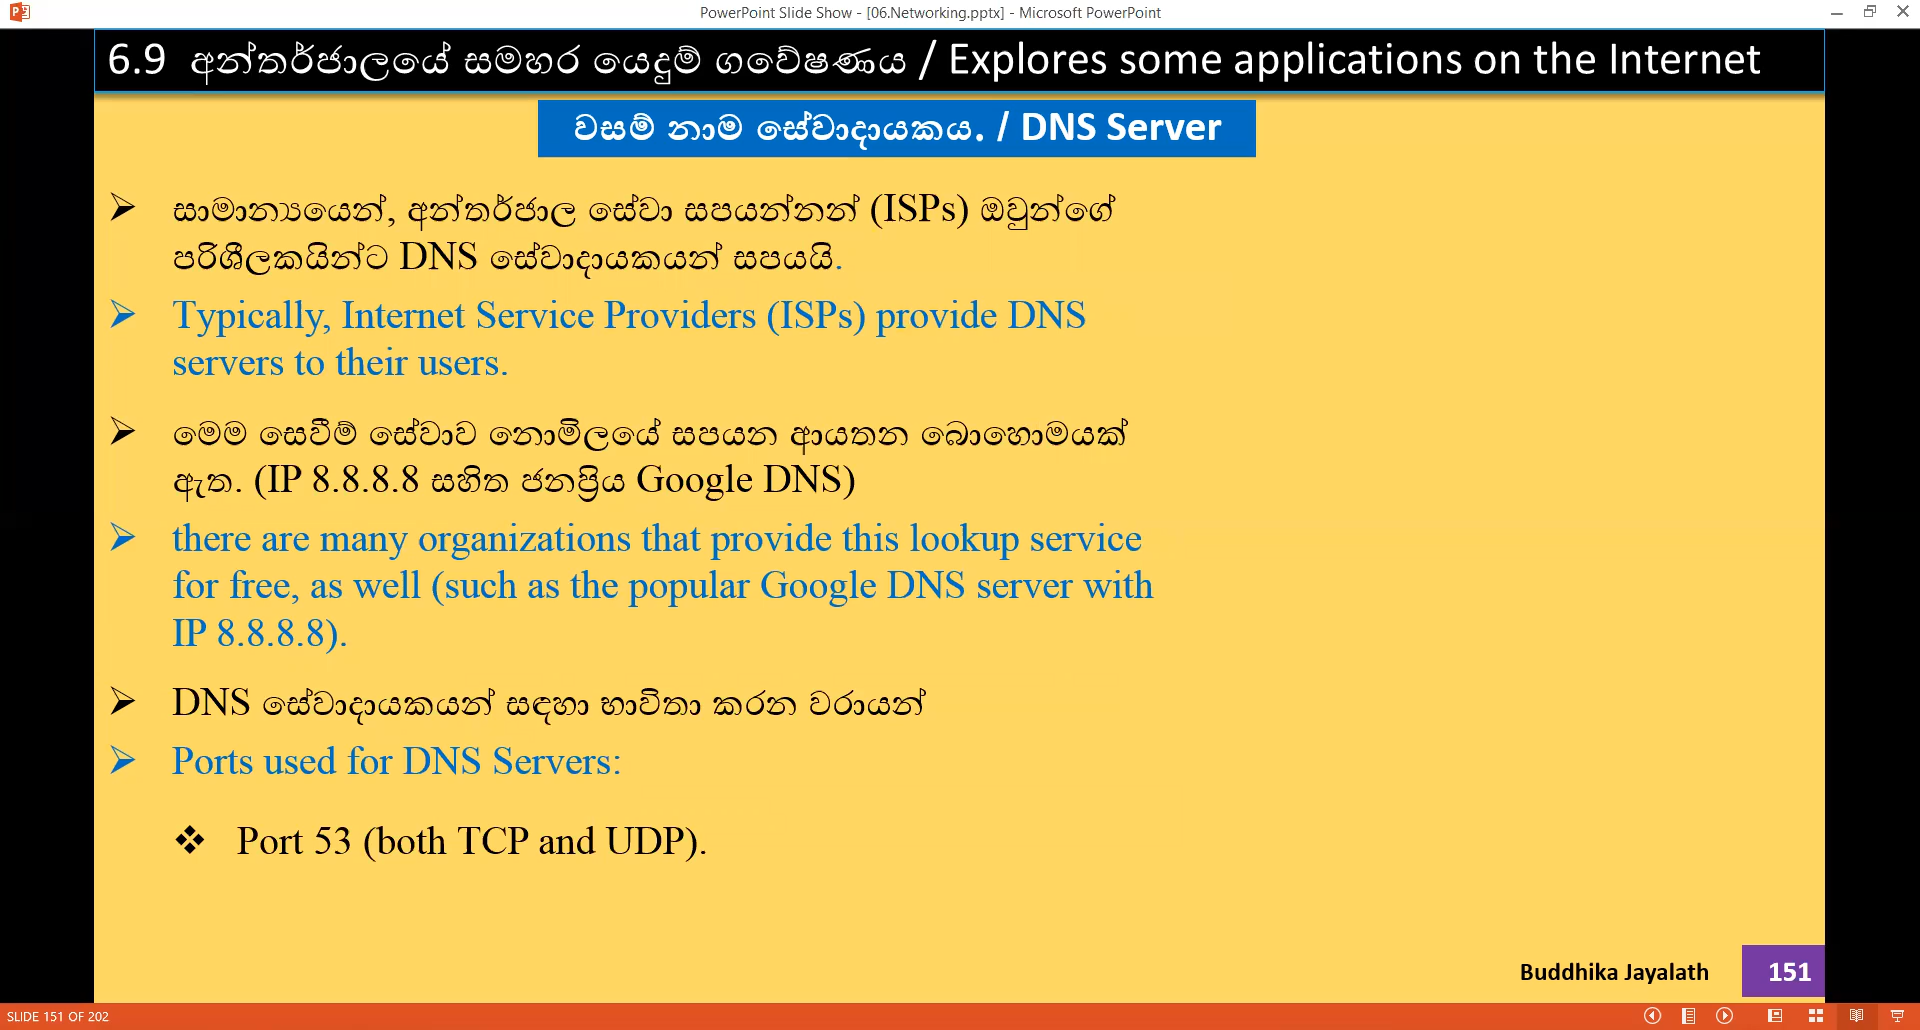 PowerPoint Slide Show - [06.Networking.pptx] - Microsoft PowerPoint
6.9 අන්තර්ජාලයේ සමහර යෙදුම් ගවේෂණය / Explores some applications on the Internet
වසම් නාම සේවාදායකය. / DNS Server
➢ සාමාන්‍යයෙන්, අන්තර්ජාල සේවා සපයන්නන් (ISPs) ඔවුන්ගේ
පරිශීලකයින්ට DNS සේවාදායකයන් සපයයි.
➢ Typically, Internet Service Providers (ISPs) provide DNS
servers to their users.
➢ මෙම සෙවීම් සේවාව නොමිලයේ සපයන ආයතන බොහොමයක්
ඇත. (IP 8.8.8.8 සහිත ජනප්‍රිය Google DNS)
➢ there are many organizations that provide this lookup service
for free, as well (such as the popular Google DNS server with
IP 8.8.8.8).
➢ DNS සේවාදායකයන් සඳහා භාවිතා කරන වරායන්
➢ Ports used for DNS Servers:
❖ Port 53 (both TCP and UDP).
Buddhika Jayalath 151
SLIDE 151 OF 202